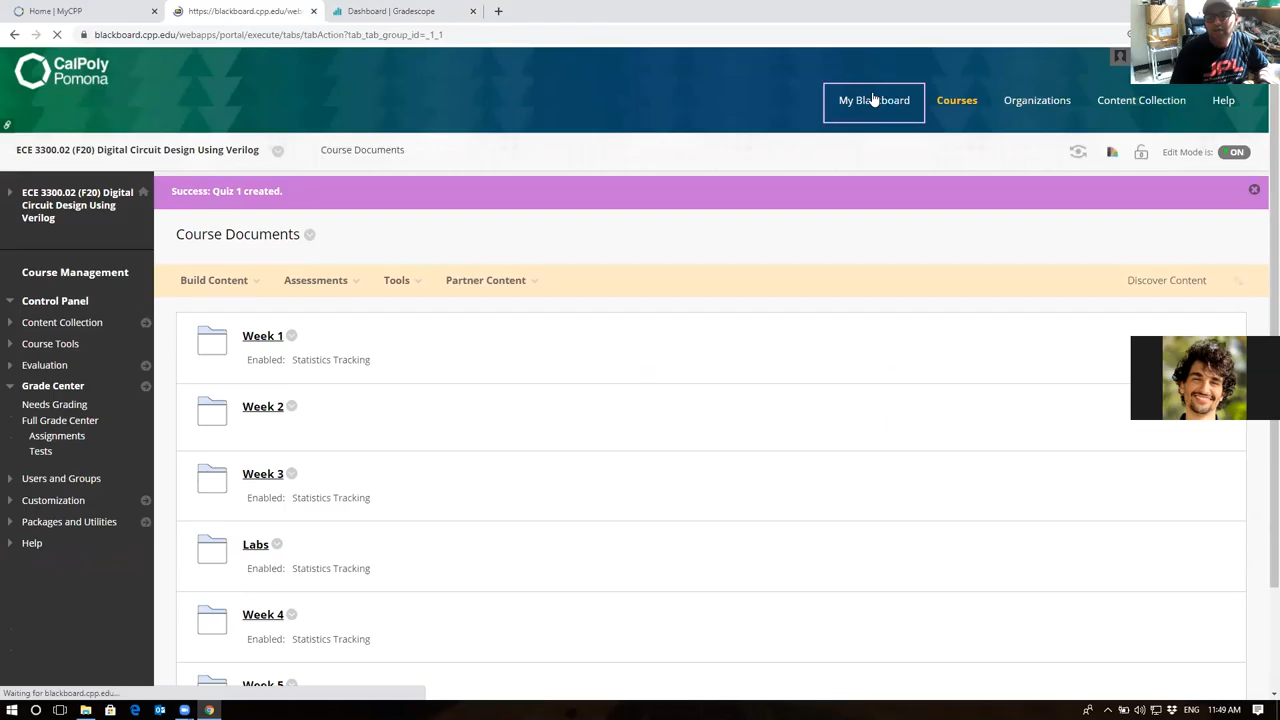 Home | MyCPP
https://blackboard.cpp.edu/web
Dashboard | Gradescope
blackboard.cpp.edu/webapps/portal/execute/tabs/tabAction?tab_tab_group_id=_1_1
CalPoly
Pomona
My Blackboard
Courses
Organizations
Content Collection
Help
ECE 3300.02 (F20) Digital Circuit Design Using Verilog
Course Documents
Edit Mode is:
ON
ECE 3300.02 (F20) Digital
Circuit Design Using
Verilog
Success: Quiz 1 created.
Course Documents
Course Management
Build Content
Assessments
Tools
Partner Content
Discover Content
Control Panel
Content Collection
Course Tools
Evaluation
Grade Center
Needs Grading
Full Grade Center
Assignments
Tests
Users and Groups
Customization
Packages and Utilities
Help
Week 1
Enabled: Statistics Tracking
Week 2
Week 3
Enabled: Statistics Tracking
Labs
Enabled: Statistics Tracking
Week 4
Enabled: Statistics Tracking
Week 5
Waiting for blackboard.cpp.edu...
11:49 AM
JPL